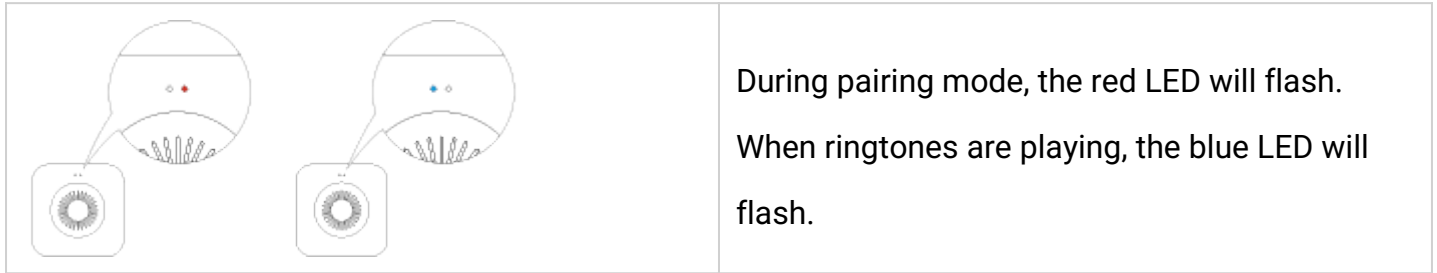 During pairing mode, the red LED will flash.
When ringtones are playing, the blue LED will
flash.